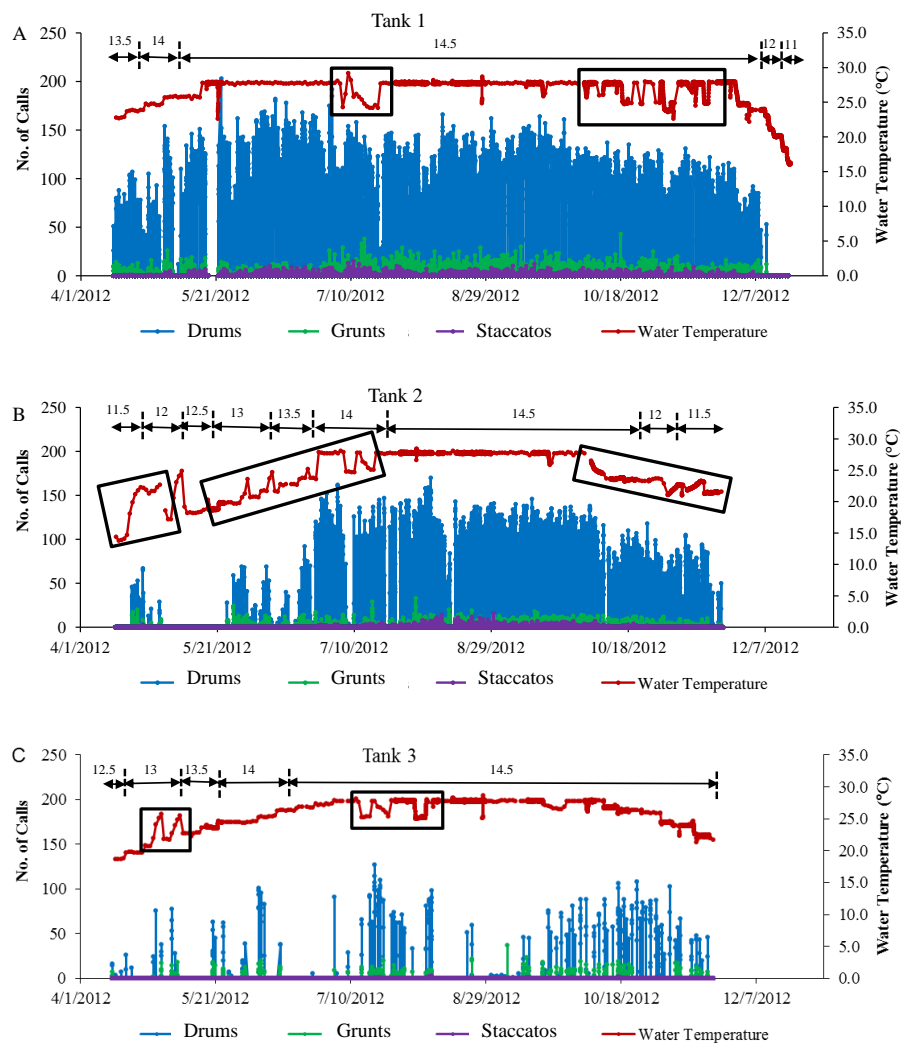 Tank 1
A
13.5 14 14.5 12 11
250 35.0
200 30.0
25.0
150 20.0
100 15.0
10.0
50 5.0
0 0.0
No. of Calls
Water Temperature (°C)
4/1/2012 5/21/2012 7/10/2012 8/29/2012 10/18/2012 12/7/2012
Drums Grunts Staccatos Water Temperature
Tank 2
B
11.5 12 12.5 13 13.5 14 14.5 12 11.5
250 35.0
200 30.0
25.0
150 20.0
100 15.0
10.0
50 5.0
0 0.0
No. of Calls
Water Temperature (°C)
4/1/2012 5/21/2012 7/10/2012 8/29/2012 10/18/2012 12/7/2012
Drums Grunts Staccatos Water Temperature
Tank 3
C
12.5 13 13.5 14 14.5
250 35.0
200 30.0
25.0
150 20.0
100 15.0
10.0
50 5.0
0 0.0
No. of Calls
Water Temperature (°C)
4/1/2012 5/21/2012 7/10/2012 8/29/2012 10/18/2012 12/7/2012
Drums Grunts Staccatos Water Temperature